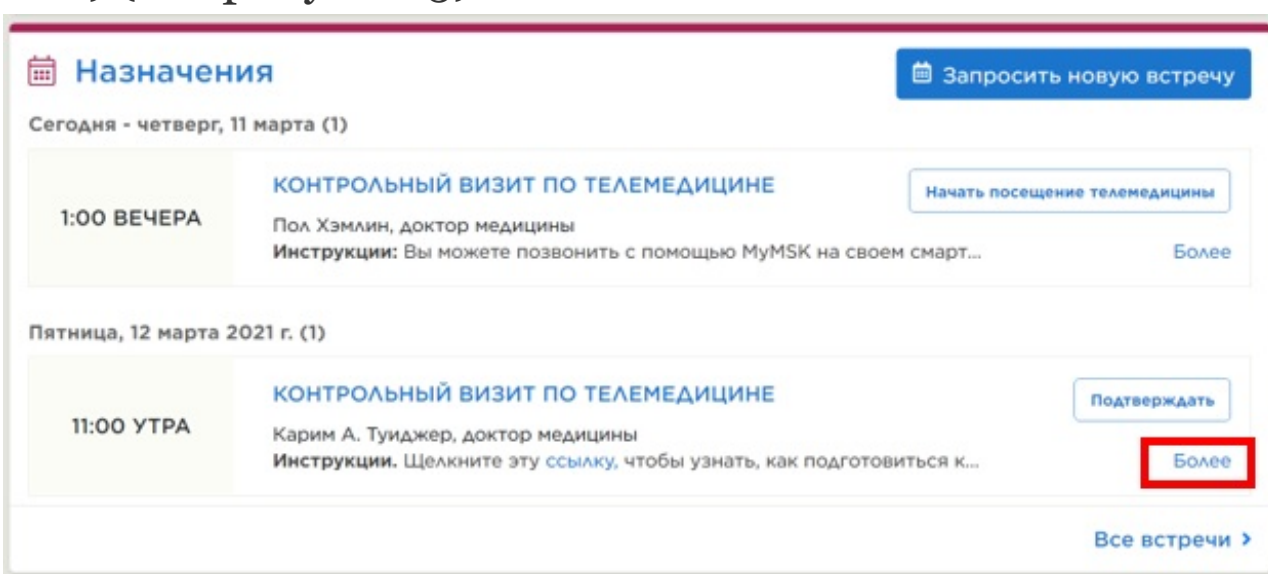 Назначения
Запросить новую встречу
Сегодня - четверг, 11 марта (1)
1:00 ВЕЧЕРА
КОНТРОЛЬНЫЙ ВИЗИТ ПО ТЕЛЕМЕДИЦИНЕ
Начать посещение телемедицины
Пол Хэмлин, доктор медицины
Инструкции: Вы можете позвонить с помощью MyMSK на своем смарт...
Более
Пятница, 12 марта 2021 г. (1)
11:00 УТРА
КОНТРОЛЬНЫЙ ВИЗИТ ПО ТЕЛЕМЕДИЦИНЕ
Подтверждать
Карим А. Туиджер, доктор медицины
Инструкции. Щелкните эту ссылку, чтобы узнать, как подготовиться к...
Более
Все встречи >